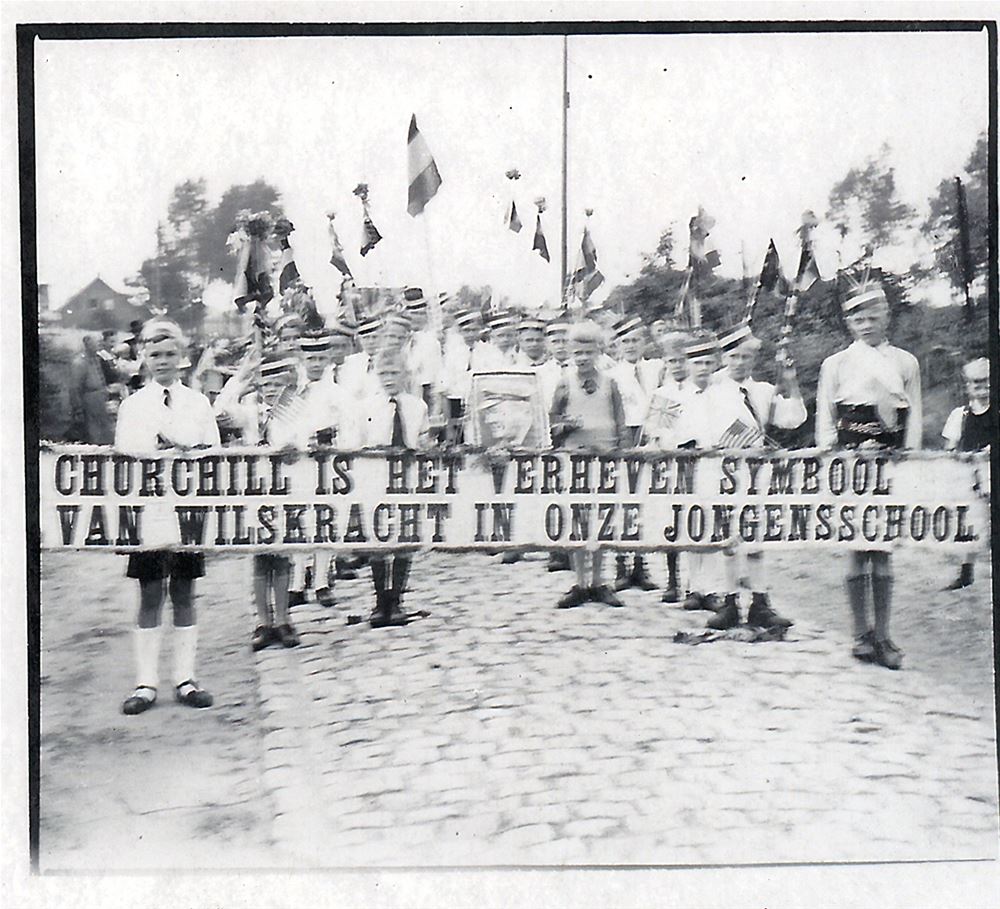 CHURCHILL IS HET VERHEVEN SYMBOOL
VAN WILSKRACHT IN ONZE JONGENSSCHOOL.